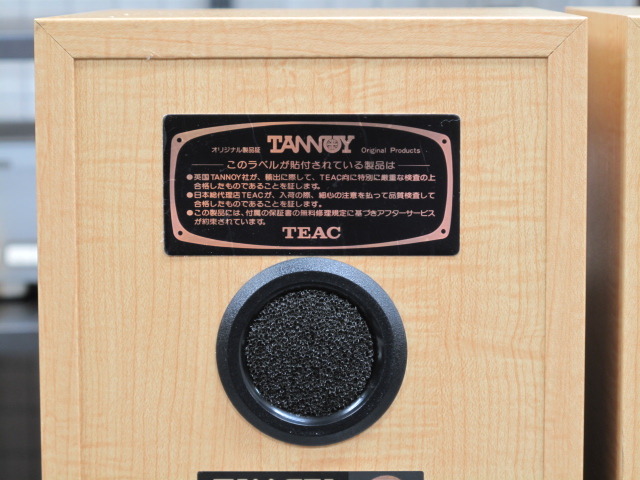 オリジナル製品証 TANNOY Original Products
このラベルが貼付されている製品は
●英国TANNOY社が、輸出に際して、TEAC向に特別に厳重な検査の上
合格したものであることを証します。
●日本総代理店TEACが、入荷の際、細心の注意を払って品質検査して
合格したものであることを証します。
●この製品には、付属の保証書の無料修理規定に基づきアフターサービス
が約束されています。
TEAC